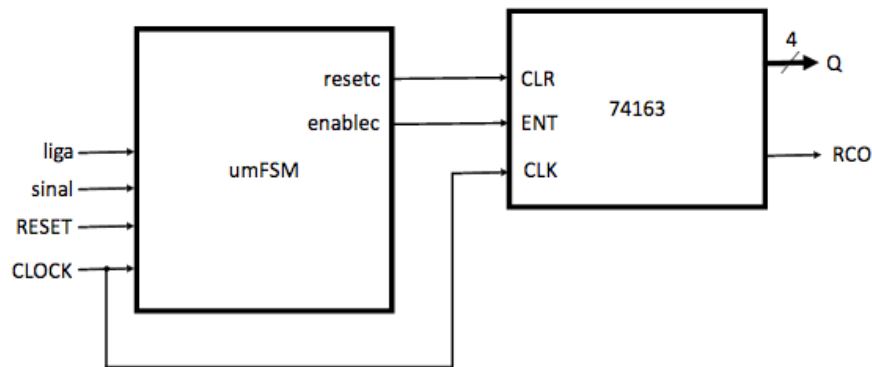 liga
sinal
RESET
CLOCK
resetc
enablec
umFSM
CLR
ENT
CLK
74163
4
Q
RCO